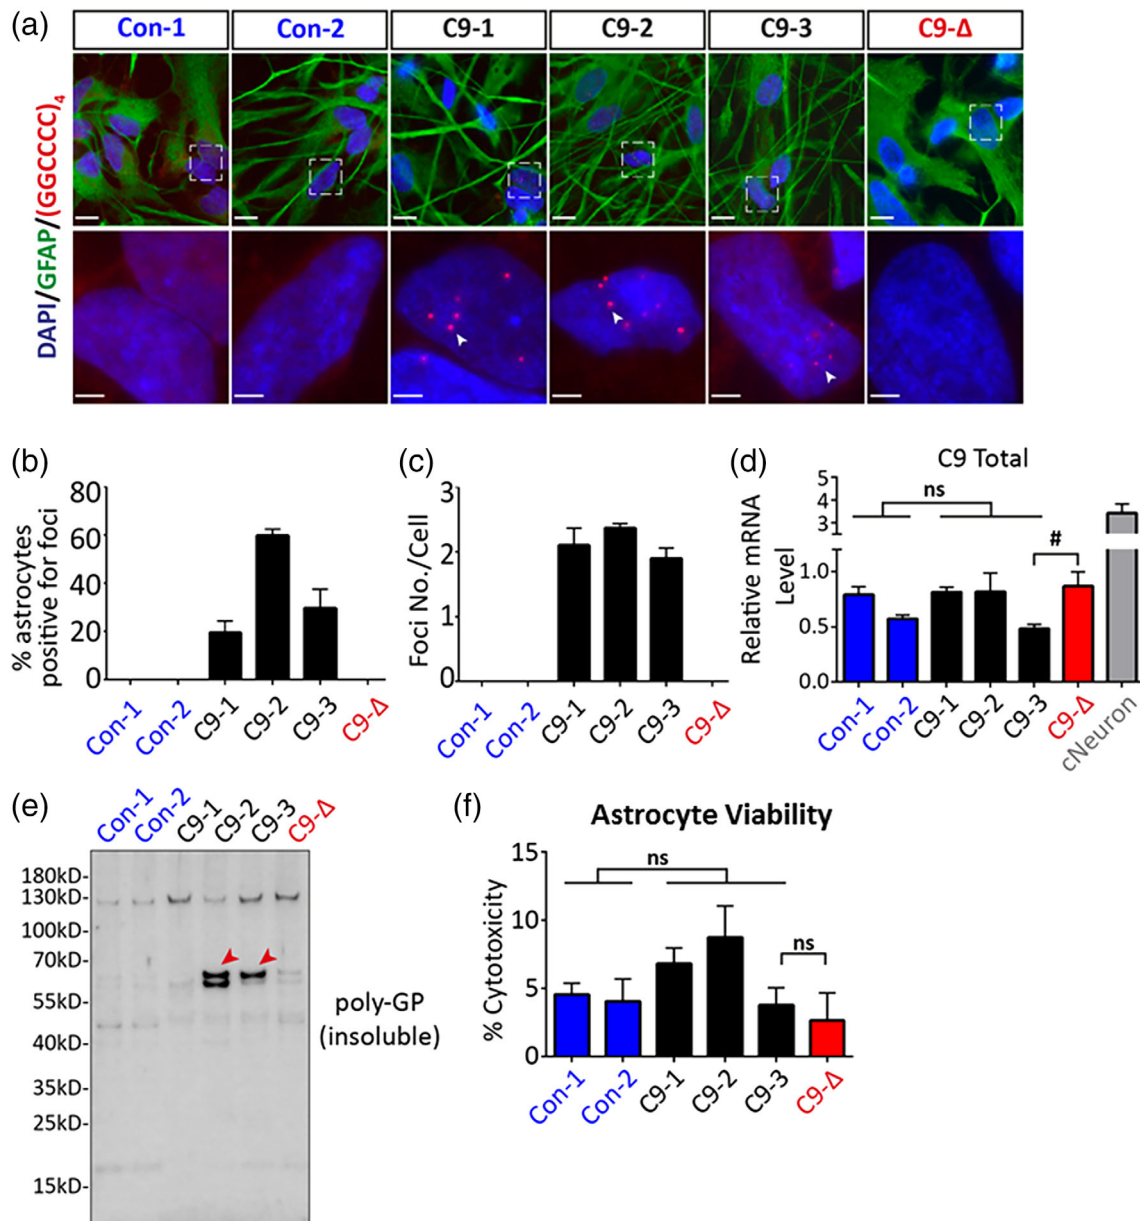 (a)
Con-1 Con-2 C9-1 C9-2 C9-3 C9-Δ
DAPI/GFAP/(GGCCCC)4
(b)
% astrocytes
positive for foci
80
60
40
20
0
Con-1 Con-2 C9-1 C9-2 C9-3 C9-Δ
(c)
Foci No./Cell
3
2
1
0
Con-1 Con-2 C9-1 C9-2 C9-3 C9-Δ
(d)
C9 Total
Relative mRNA
Level
5
4
3
1.0
0.5
0.0
ns
#
Con-1 Con-2 C9-1 C9-2 C9-3 C9-Δ cNeuron
(e)
Con-1 Con-2 C9-1 C9-2 C9-3 C9-Δ
180kD-
130kD-
100kD-
70kD-
55kD-
40kD-
35kD-
25kD-
15kD-
poly-GP
(insoluble)
(f)
Astrocyte Viability
% Cytotoxicity
15
10
5
0
ns
ns
Con-1 Con-2 C9-1 C9-2 C9-3 C9-Δ